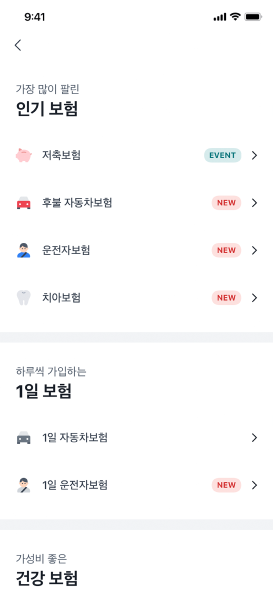 9:41
가장 많이 팔린
인기 보험
저축보험 EVENT
후불 자동차보험 NEW
운전자보험 NEW
치아보험 NEW
하루씩 가입하는
1일 보험
1일 자동차보험
1일 운전자보험 NEW
가성비 좋은
건강 보험